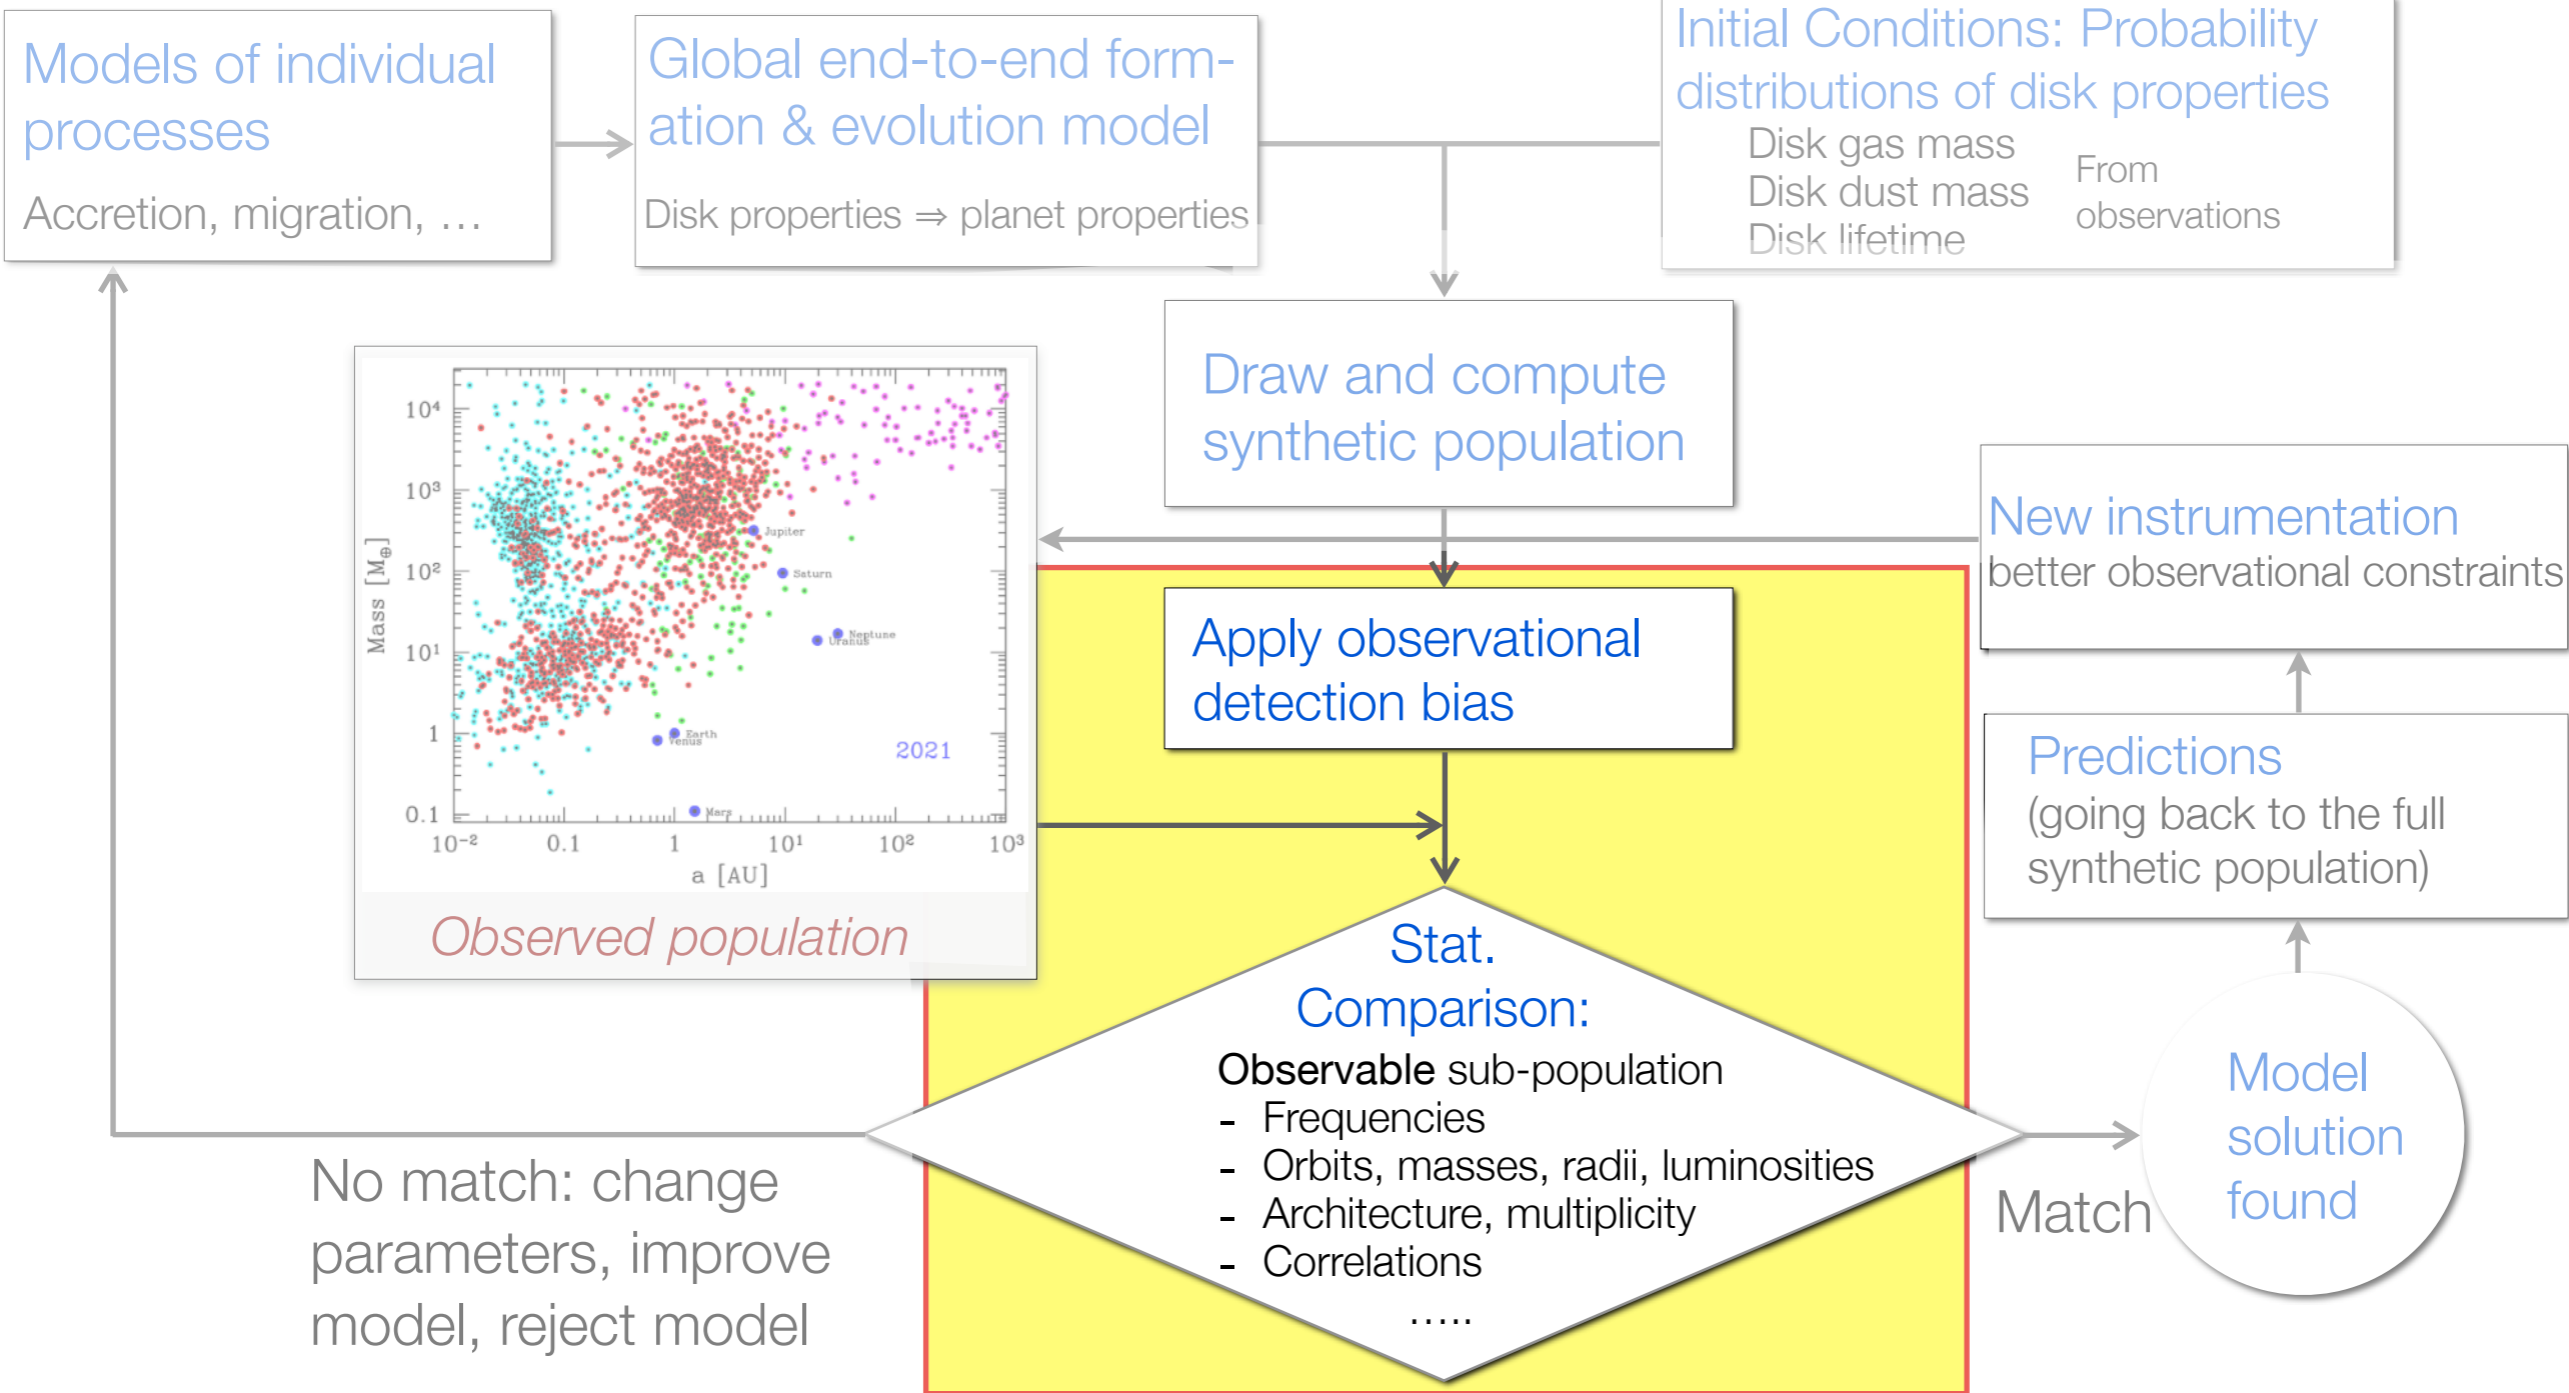 Models of individual
processes
Accretion, migration, …
Global end-to-end form-
ation & evolution model
Disk properties ⇒ planet properties
Initial Conditions: Probability
distributions of disk properties
Disk gas mass
Disk dust mass
Disk lifetime
From
observations
Draw and compute
synthetic population
New instrumentation
better observational constraints
Apply observational
detection bias
Predictions
(going back to the full
synthetic population)
Mass [M⊕]
10⁴
10³
10²
10¹
1
0.1
Jupiter
Saturn
Neptune
Uranus
Earth
Venus
Mars
2021
10⁻² 0.1 1 10¹ 10² 10³
a [AU]
Observed population
Stat.
Comparison:
Observable sub-population
- Frequencies
- Orbits, masses, radii, luminosities
- Architecture, multiplicity
- Correlations
.....
No match: change
parameters, improve
model, reject model
Match
Model
solution
found